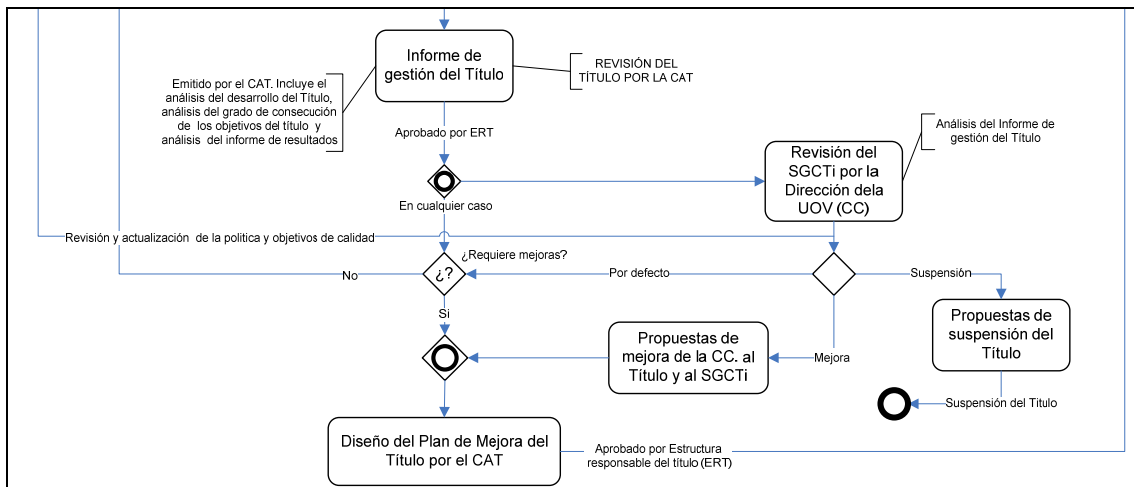 Informe de
gestión del Título
REVISIÓN DEL
TÍTULO POR LA CAT
Emitido por el CAT. Incluye el
análisis del desarrollo del Título,
análisis del grado de consecución
de los objetivos del título y
análisis del informe de resultados
Aprobado por ERT
Análisis del Informe de
gestión del Título
Revisión del
SGCTi por la
Dirección dela
UOV (CC)
En cualquier caso
Revisión y actualización de la politica y objetivos de calidad
¿Requiere mejoras?
No
¿?
Por defecto
Suspensión
Si
Propuestas de
suspensión del
Título
Propuestas de
mejora de la CC. al
Título y al SGCTi
Mejora
Suspensión del Titulo
Diseño del Plan de Mejora del
Título por el CAT
Aprobado por Estructura
responsable del título (ERT)